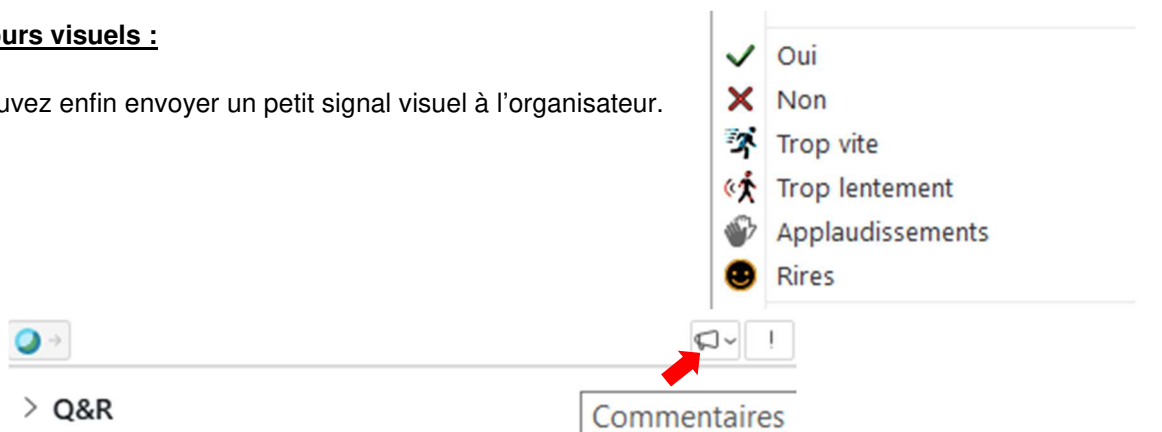 urs visuels :
uvez enfin envoyer un petit signal visuel à l’organisateur.
Oui
Non
Trop vite
Trop lentement
Applaudissements
Rires
!
> Q&R
Commentaires